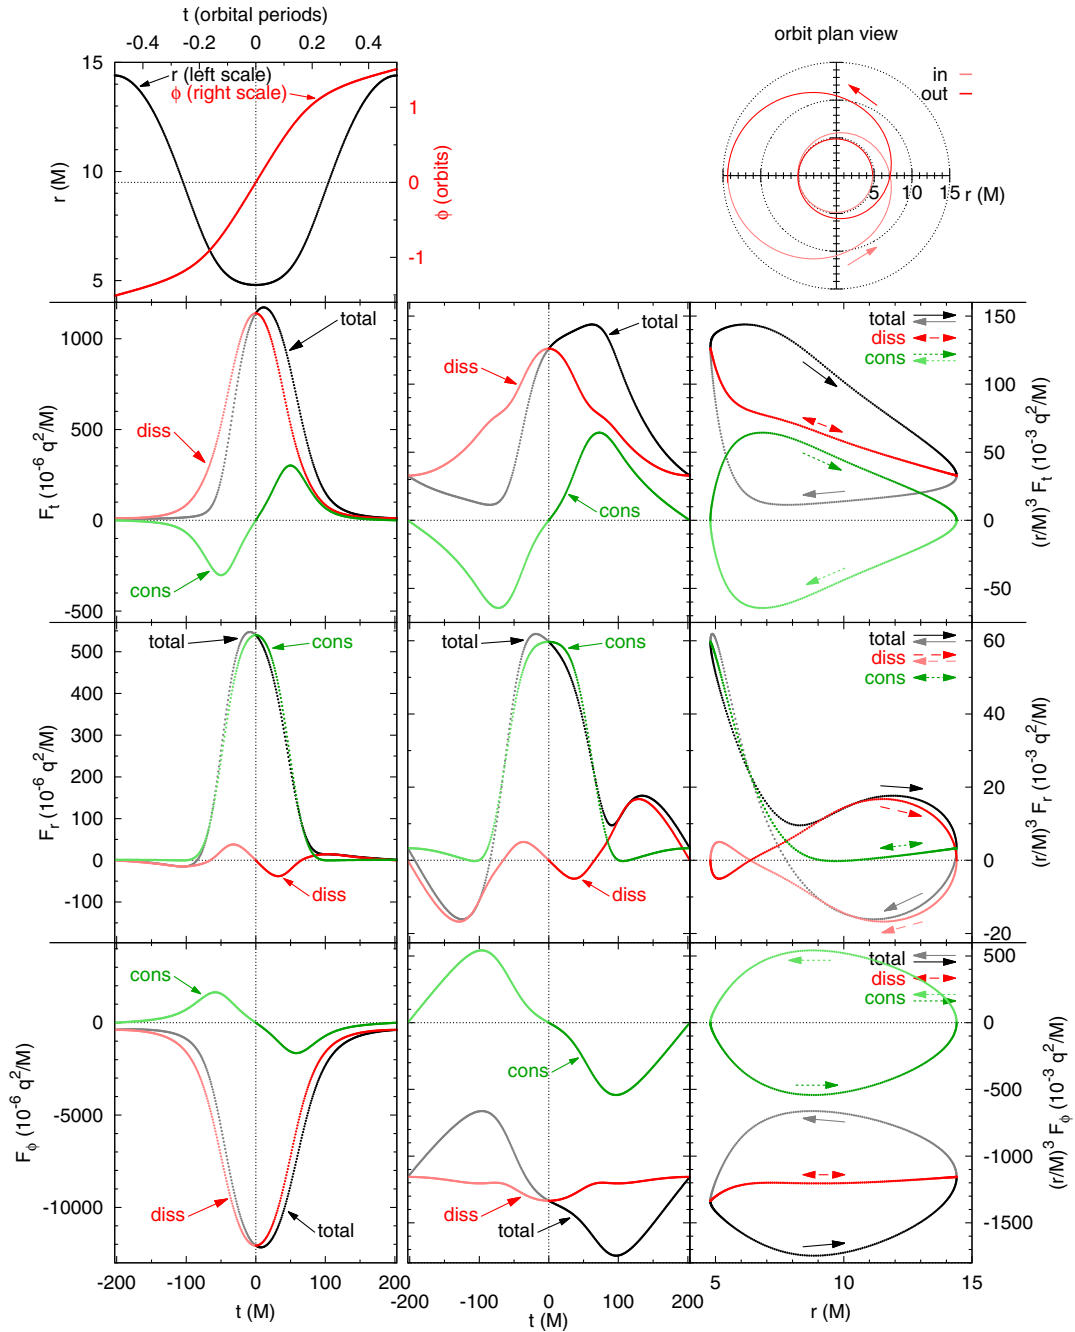 t (orbital periods)
-0.4 -0.2 0 0.2 0.4
orbit plan view
15
10
5
r (M)
r (left scale)
ϕ (right scale)
1
0
-1
ϕ (orbits)
in
out
5 10 15 r (M)
1000
500
0
-500
F_t (10^-6 q^2/M)
total
diss
cons
total
diss
cons
total
diss
cons
150
100
50
0
-50
(r/M)^3 F_t (10^-3 q^2/M)
500
400
300
200
100
0
-100
F_r (10^-6 q^2/M)
total
cons
diss
total
cons
diss
total
diss
cons
60
40
20
0
-20
(r/M)^3 F_r (10^-3 q^2/M)
0
-5000
-10000
F_ϕ (10^-6 q^2/M)
cons
diss
total
cons
diss
total
total
diss
cons
500
0
-500
-1000
-1500
(r/M)^3 F_ϕ (10^-3 q^2/M)
-200 -100 0 100 200
t (M)
-200 -100 0 100 200
t (M)
5 10 15
r (M)